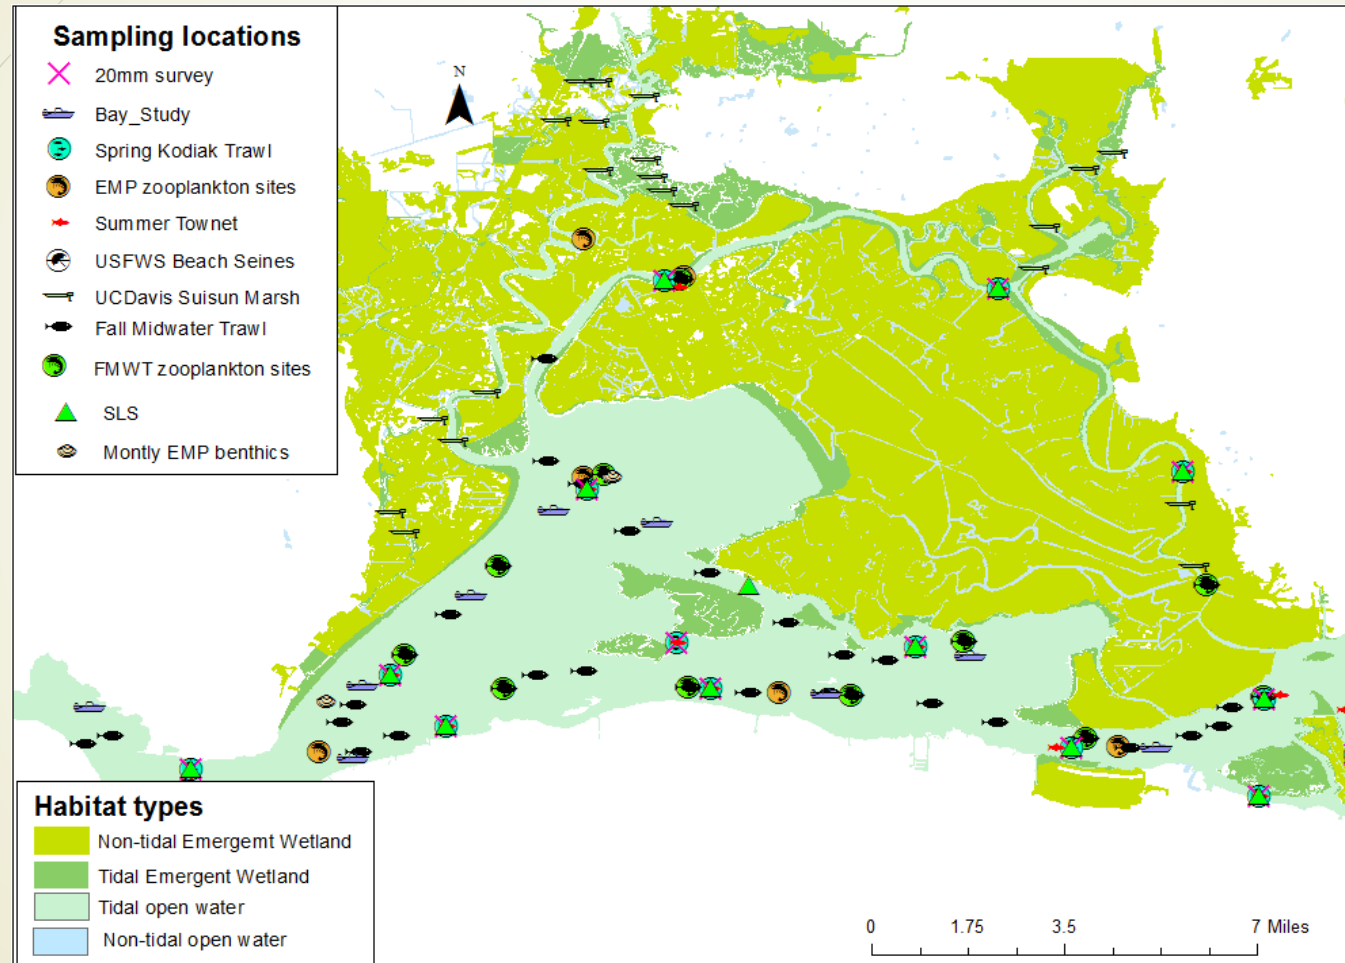 Sampling locations
20mm survey
Bay_Study
Spring Kodiak Trawl
EMP zooplankton sites
Summer Townet
USFWS Beach Seines
UCDavis Suisun Marsh
Fall Midwater Trawl
FMWT zooplankton sites
SLS
Montly EMP benthics
N
Habitat types
Non-tidal Emergemt Wetland
Tidal Emergent Wetland
Tidal open water
Non-tidal open water
0 1.75 3.5 7 Miles